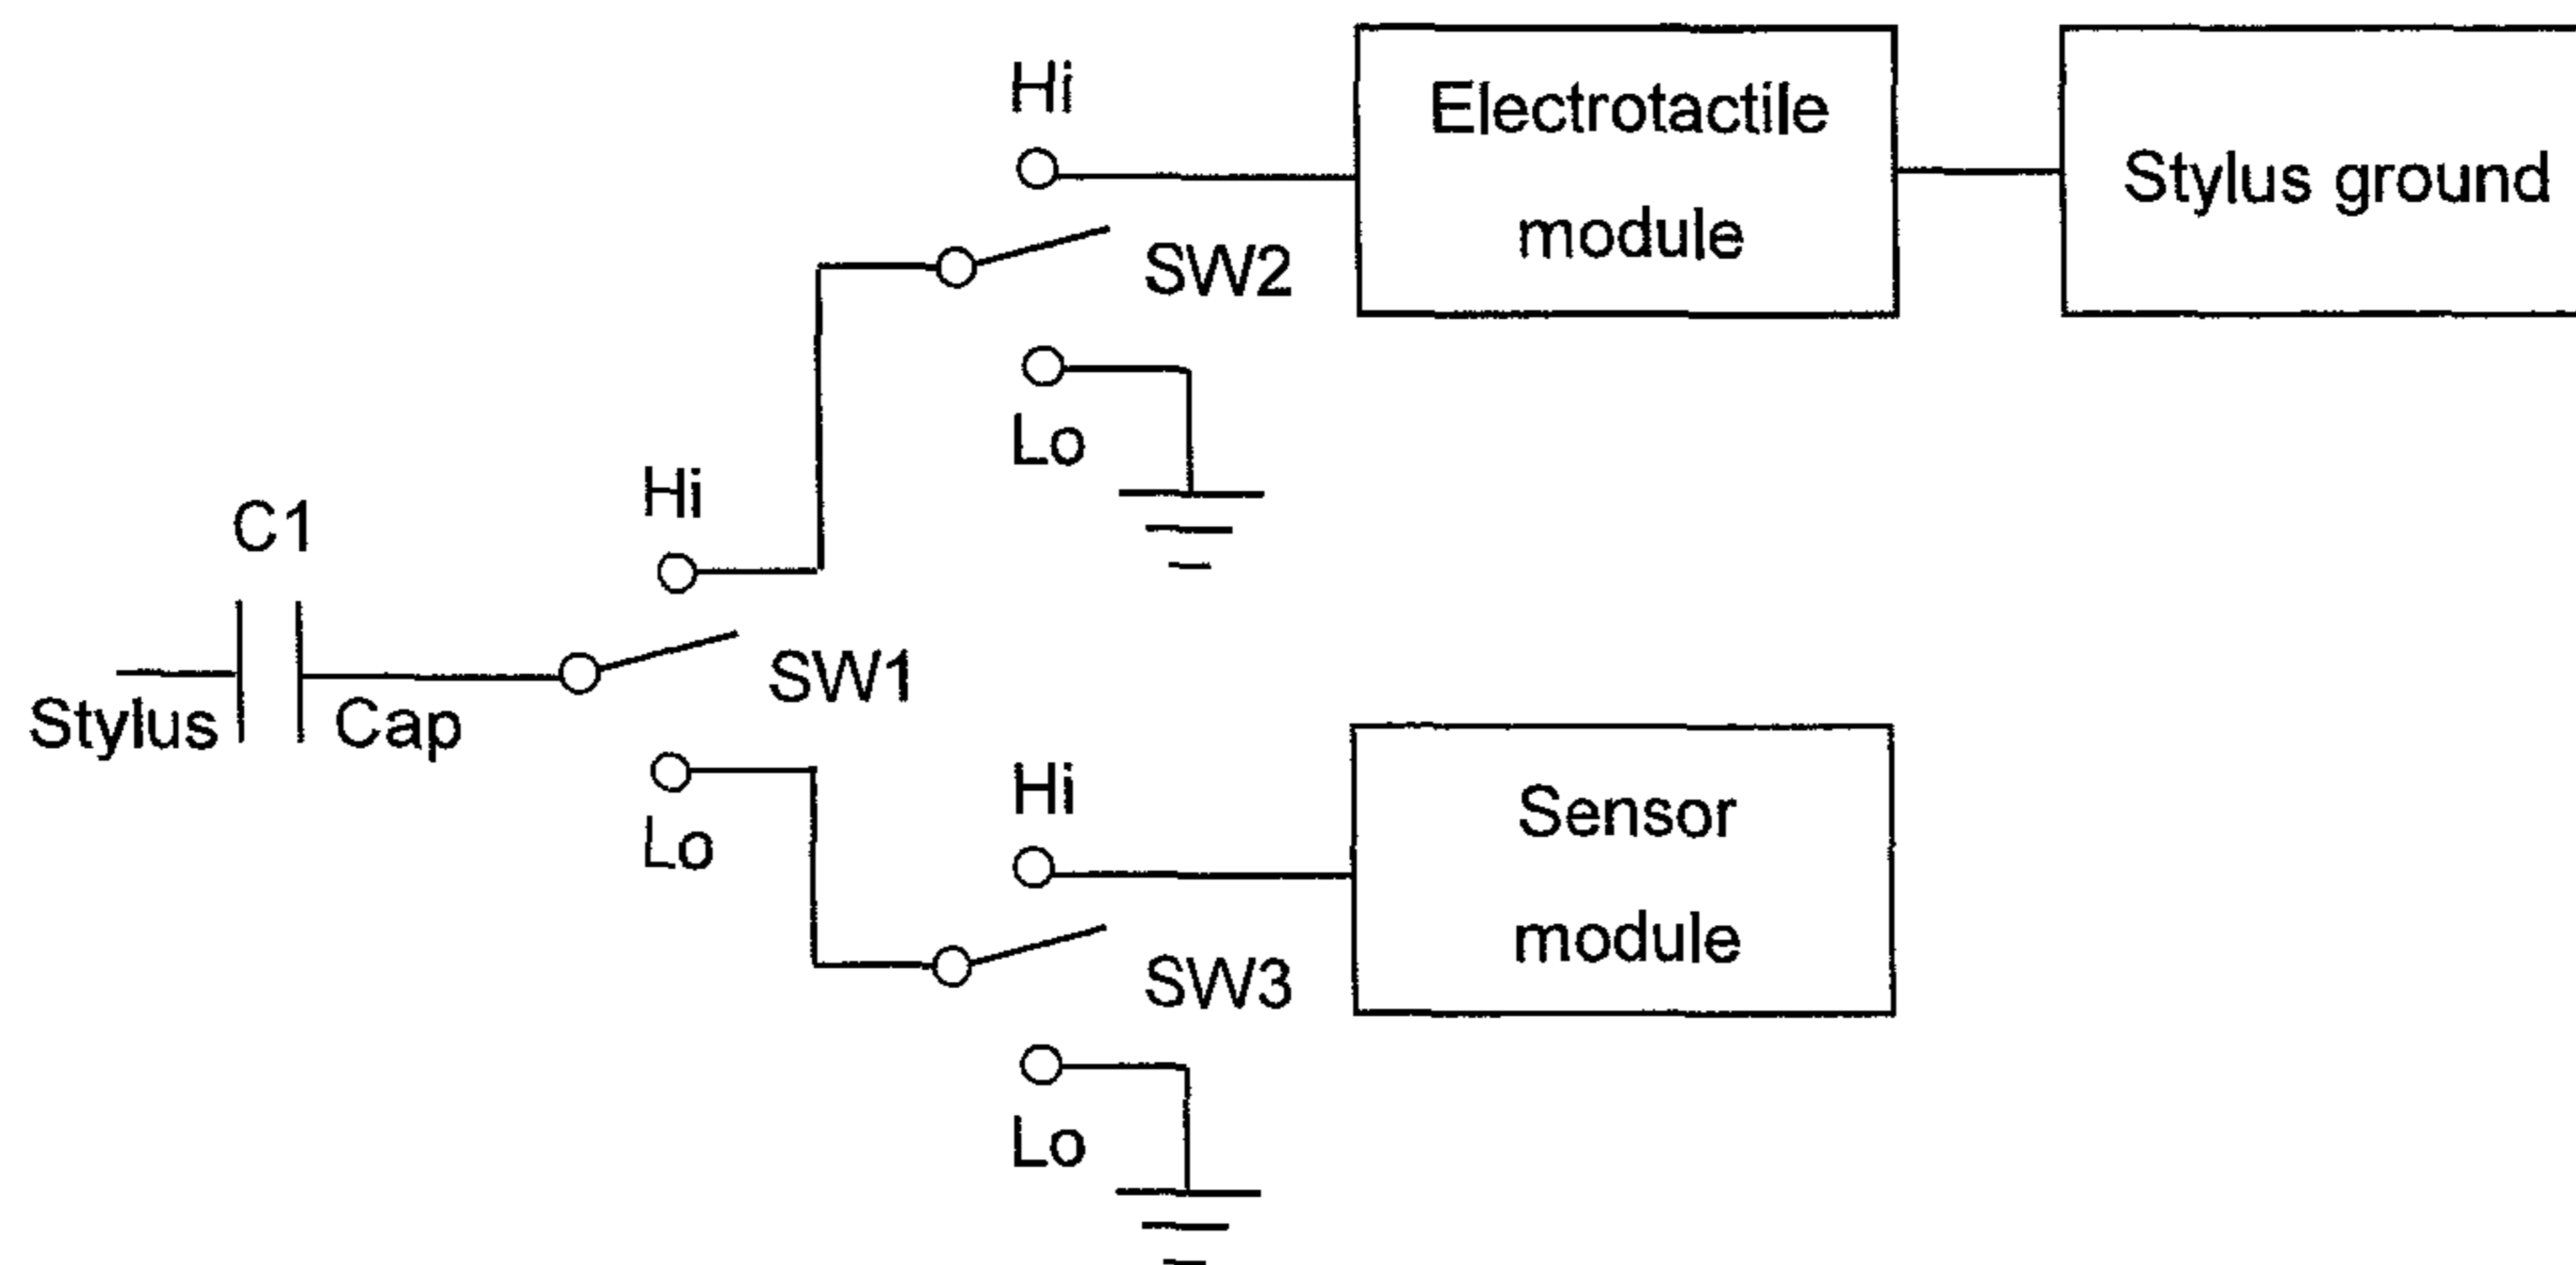 Hi
Electrotactile
module
Stylus ground
SW2
Lo
Hi
C1
SW1
Stylus
Cap
Lo
Hi
Sensor
module
SW3
Lo